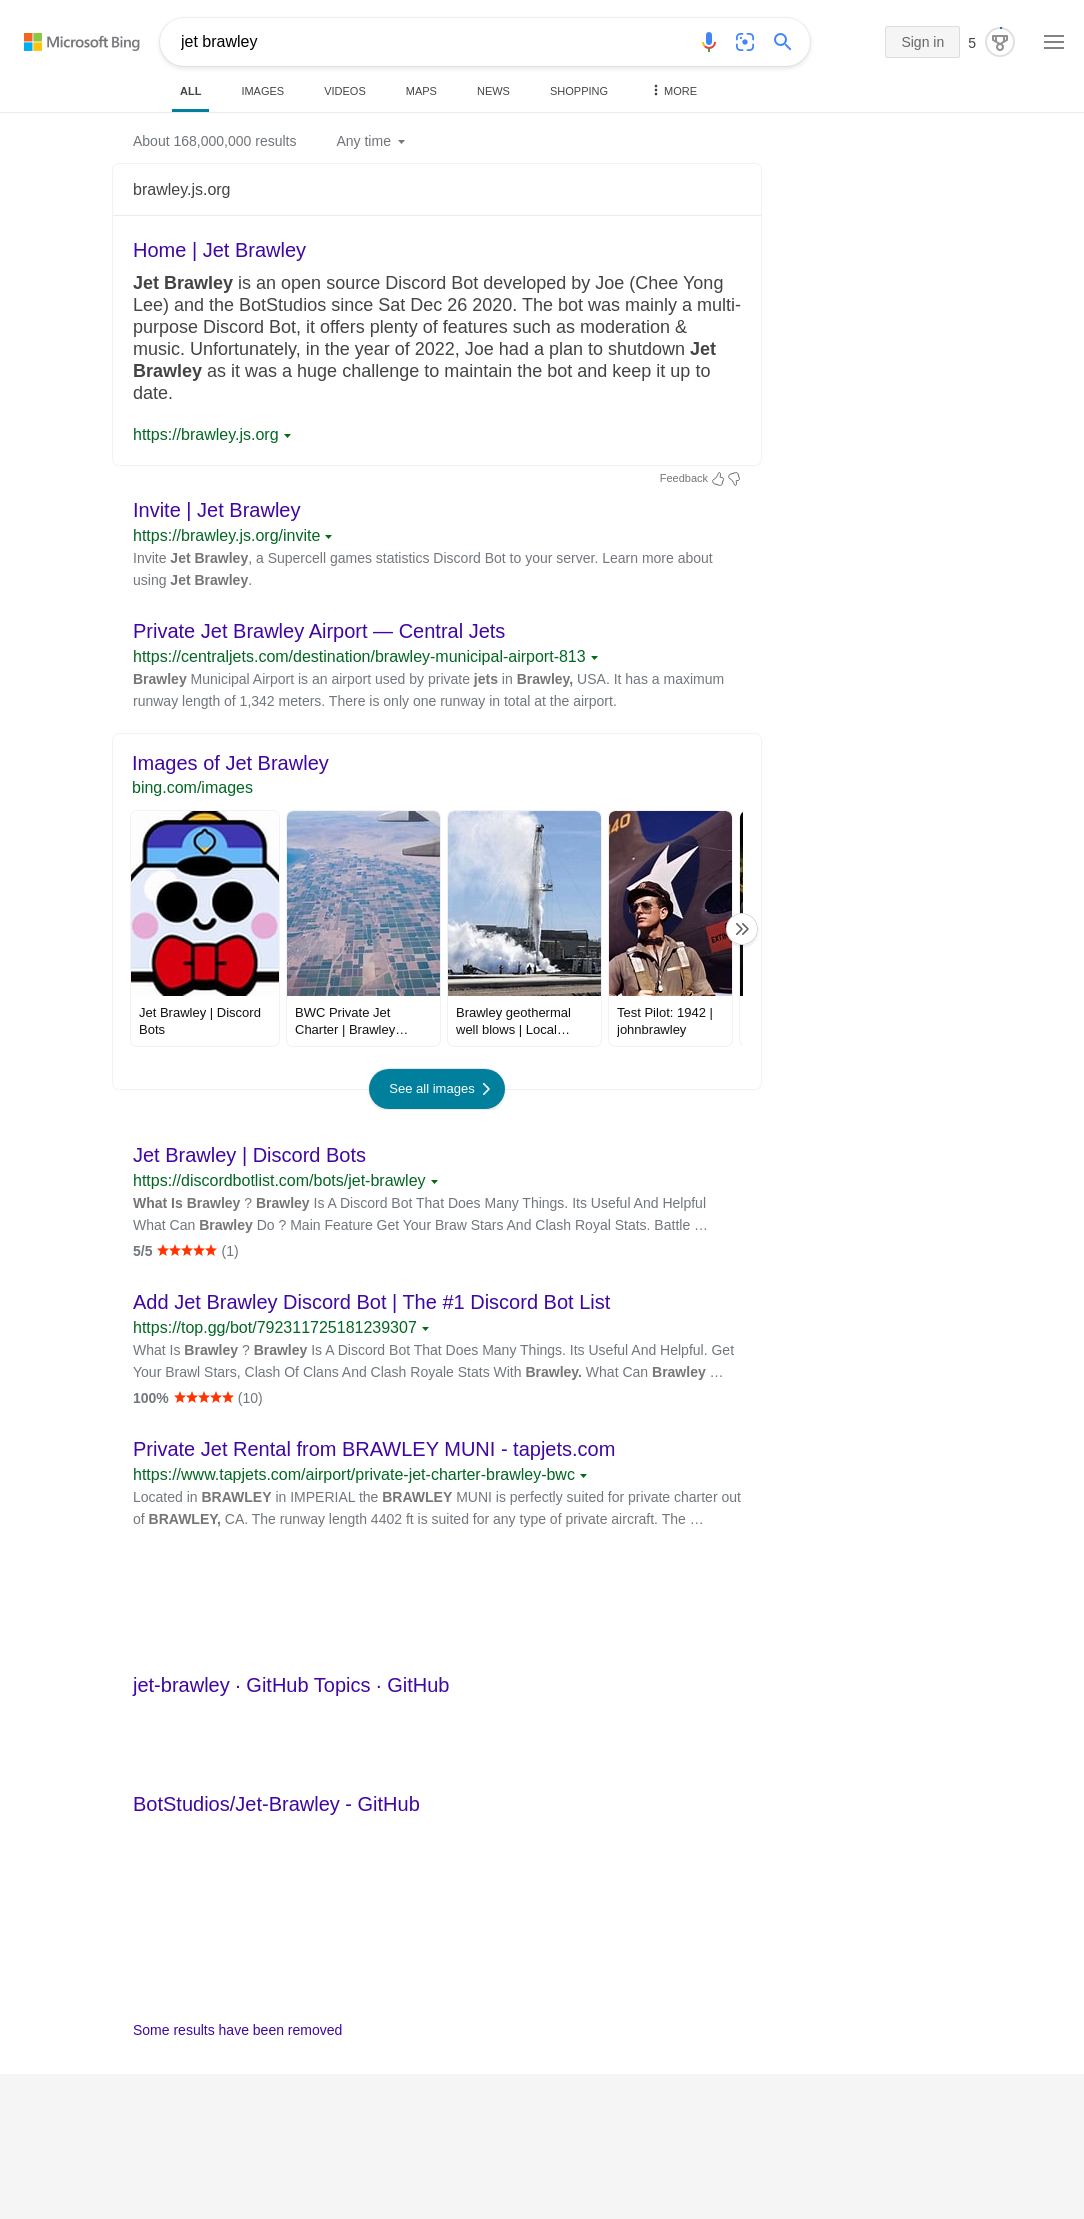 Microsoft Bing
jet brawley
Sign in
5
ALL
IMAGES
VIDEOS
MAPS
NEWS
SHOPPING
MORE
About 168,000,000 results
Any time
brawley.js.org
Home | Jet Brawley
Jet Brawley is an open source Discord Bot developed by Joe (Chee Yong
Lee) and the BotStudios since Sat Dec 26 2020. The bot was mainly a multi-
purpose Discord Bot, it offers plenty of features such as moderation &
music. Unfortunately, in the year of 2022, Joe had a plan to shutdown Jet
Brawley as it was a huge challenge to maintain the bot and keep it up to
date.
https://brawley.js.org
Feedback
Invite | Jet Brawley
https://brawley.js.org/invite
Invite Jet Brawley, a Supercell games statistics Discord Bot to your server. Learn more about
using Jet Brawley.
Private Jet Brawley Airport — Central Jets
https://centraljets.com/destination/brawley-municipal-airport-813
Brawley Municipal Airport is an airport used by private jets in Brawley, USA. It has a maximum
runway length of 1,342 meters. There is only one runway in total at the airport.
Images of Jet Brawley
bing.com/images
40
Jet Brawley | Discord
Bots
BWC Private Jet
Charter | Brawley…
Brawley geothermal
well blows | Local…
Test Pilot: 1942 |
johnbrawley
See all images
Jet Brawley | Discord Bots
https://discordbotlist.com/bots/jet-brawley
What Is Brawley ? Brawley Is A Discord Bot That Does Many Things. Its Useful And Helpful
What Can Brawley Do ? Main Feature Get Your Braw Stars And Clash Royal Stats. Battle …
5/5 ★★★★★ (1)
Add Jet Brawley Discord Bot | The #1 Discord Bot List
https://top.gg/bot/792311725181239307
What Is Brawley ? Brawley Is A Discord Bot That Does Many Things. Its Useful And Helpful. Get
Your Brawl Stars, Clash Of Clans And Clash Royale Stats With Brawley. What Can Brawley …
100% ★★★★★ (10)
Private Jet Rental from BRAWLEY MUNI - tapjets.com
https://www.tapjets.com/airport/private-jet-charter-brawley-bwc
Located in BRAWLEY in IMPERIAL the BRAWLEY MUNI is perfectly suited for private charter out
of BRAWLEY, CA. The runway length 4402 ft is suited for any type of private aircraft. The …
jet-brawley · GitHub Topics · GitHub
BotStudios/Jet-Brawley - GitHub
Some results have been removed